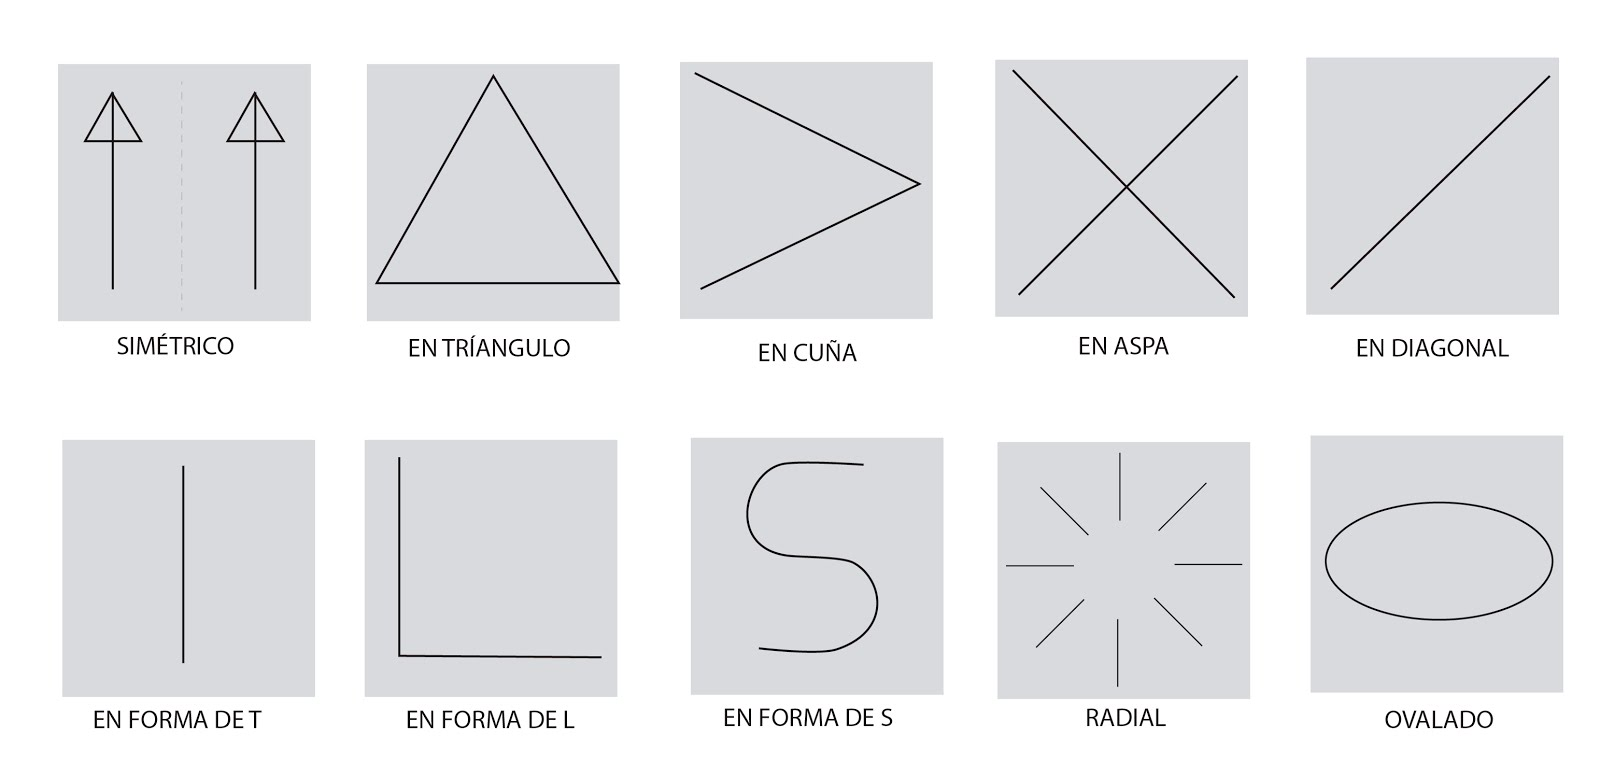 SIMÉTRICO
EN TRÍANGULO
EN CUÑA
EN ASPA
EN DIAGONAL
EN FORMA DE T
EN FORMA DE L
EN FORMA DE S
RADIAL
OVALADO